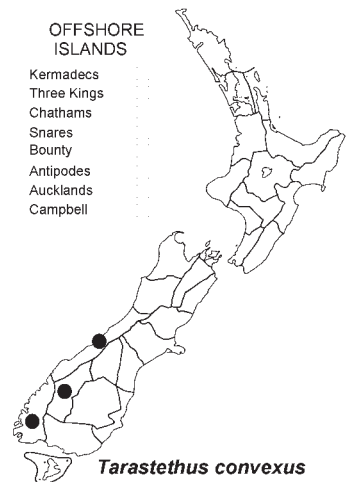 OFFSHORE
ISLANDS
Kermadecs
Three Kings
Chathams
Snares
Bounty
Antipodes
Aucklands
Campbell
Tarastethus convexus